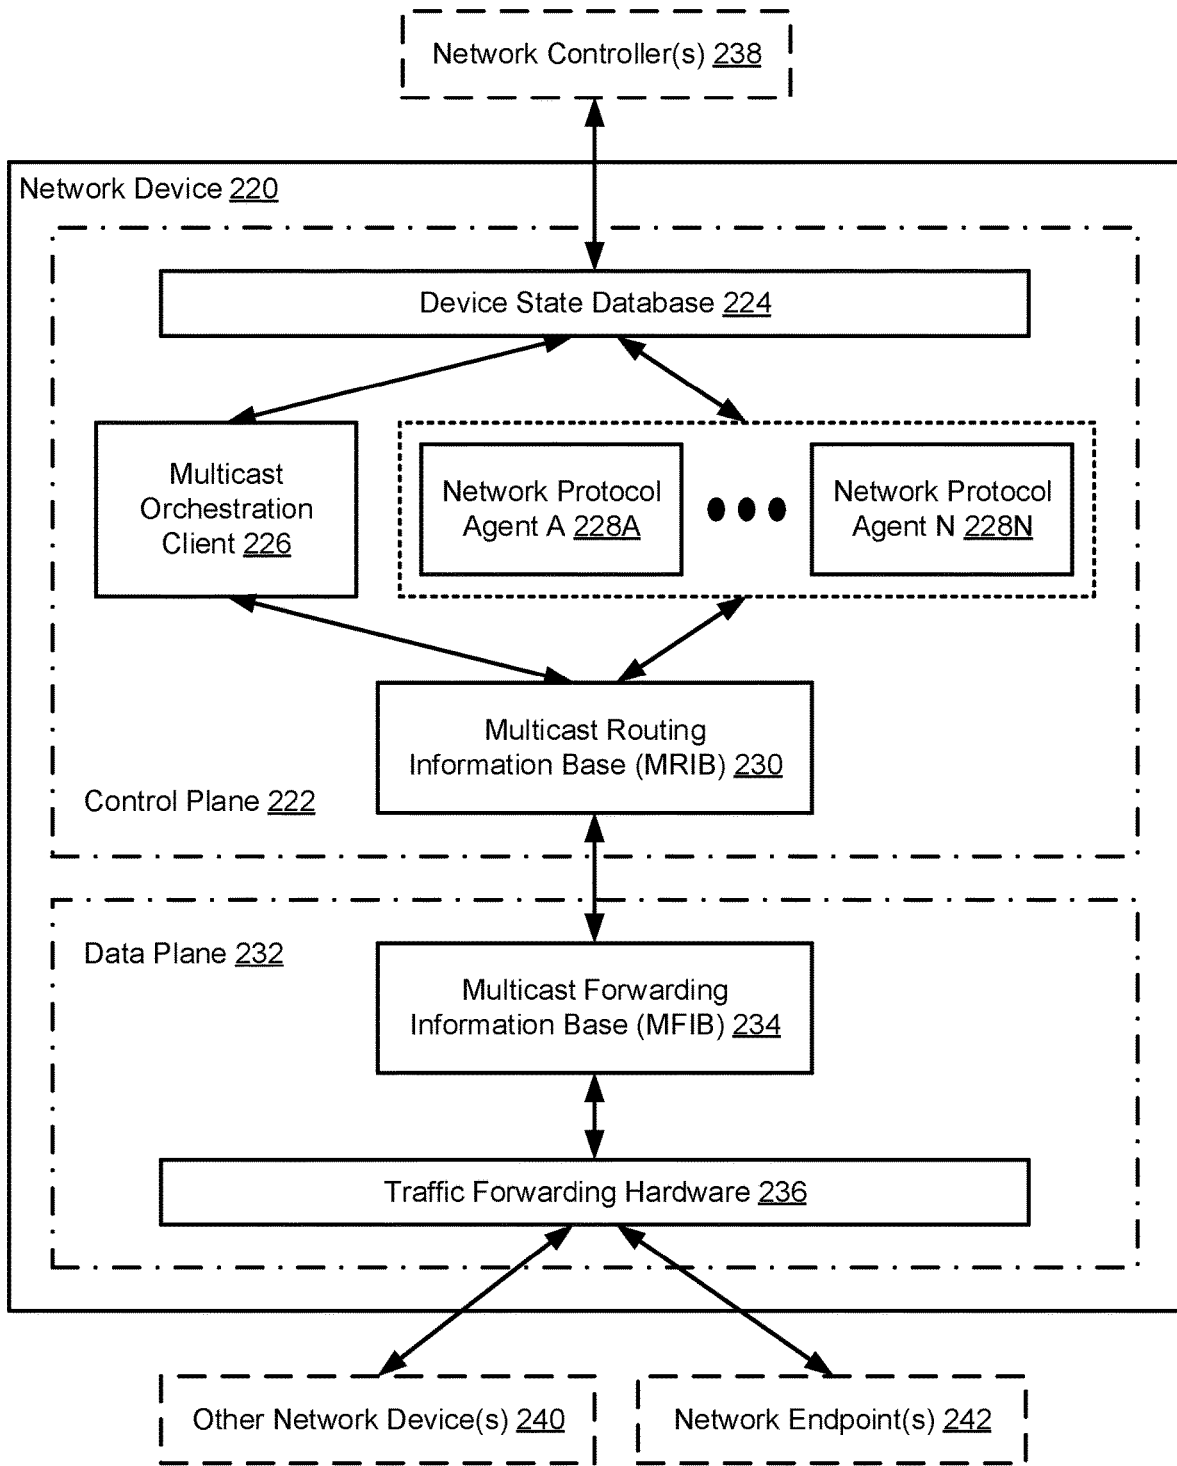 Network Controller(s) 238
Network Device 220
Device State Database 224
Multicast
Orchestration
Client 226
Network Protocol
Agent A 228A
Network Protocol
Agent N 228N
Multicast Routing
Information Base (MRIB) 230
Control Plane 222
Data Plane 232
Multicast Forwarding
Information Base (MFIB) 234
Traffic Forwarding Hardware 236
Other Network Device(s) 240
Network Endpoint(s) 242